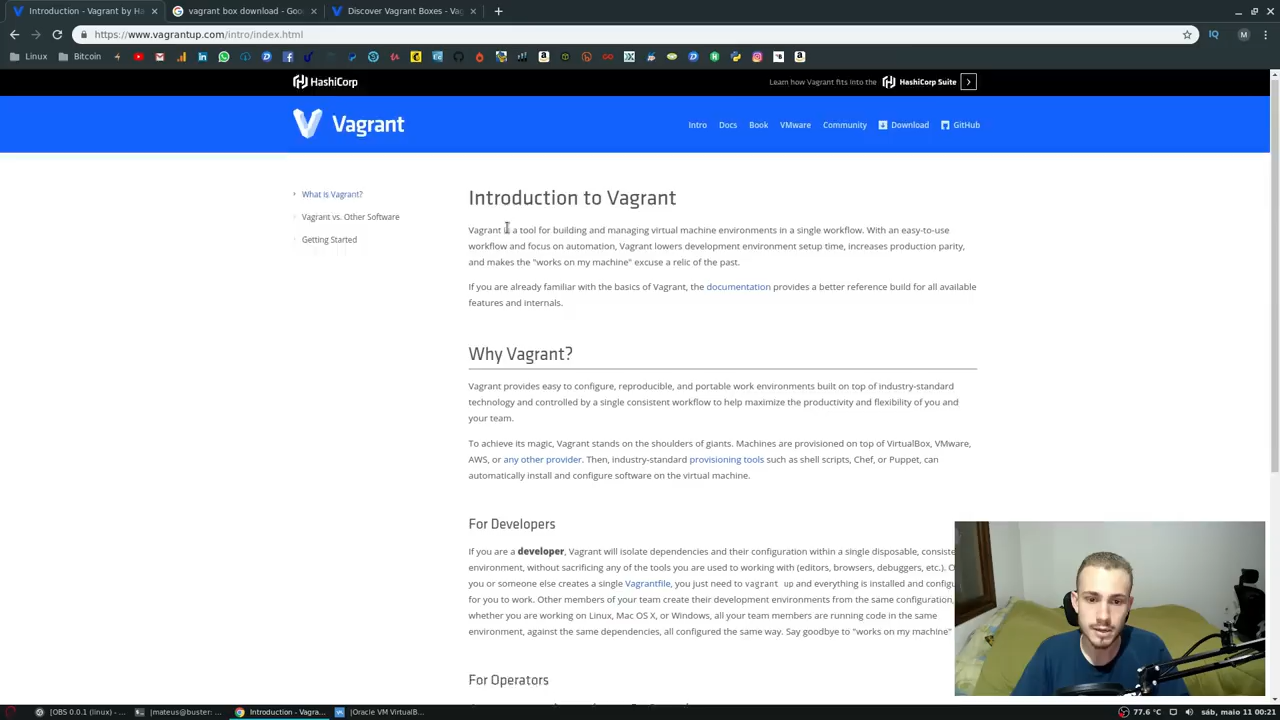 Introduction - Vagrant by Ha
vagrant box download - Goo
Discover Vagrant Boxes - Vag
https://www.vagrantup.com/intro/index.html
M
Linux
Bitcoin
HashiCorp
Learn how Vagrant fits into the
HashiCorp Suite
Vagrant
Intro
Docs
Book
VMware
Community
Download
GitHub
What is Vagrant?
Vagrant vs. Other Software
Getting Started
Introduction to Vagrant
Vagrant is a tool for building and managing virtual machine environments in a single workflow. With an easy-to-use
workflow and focus on automation, Vagrant lowers development environment setup time, increases production parity,
and makes the "works on my machine" excuse a relic of the past.
If you are already familiar with the basics of Vagrant, the documentation provides a better reference build for all available
features and internals.
Why Vagrant?
Vagrant provides easy to configure, reproducible, and portable work environments built on top of industry-standard
technology and controlled by a single consistent workflow to help maximize the productivity and flexibility of you and
your team.
To achieve its magic, Vagrant stands on the shoulders of giants. Machines are provisioned on top of VirtualBox, VMware,
AWS, or any other provider. Then, industry-standard provisioning tools such as shell scripts, Chef, or Puppet, can
automatically install and configure software on the virtual machine.
For Developers
If you are a developer, Vagrant will isolate dependencies and their configuration within a single disposable, consiste
environment, without sacrificing any of the tools you are used to working with (editors, browsers, debuggers, etc.). O
you or someone else creates a single Vagrantfile, you just need to vagrant up and everything is installed and configu
for you to work. Other members of your team create their development environments from the same configuration,
whether you are working on Linux, Mac OS X, or Windows, all your team members are running code in the same
environment, against the same dependencies, all configured the same way. Say goodbye to "works on my machine"
For Operators
[OBS 0.0.1 (linux) - ...
[mateus@buster: ...
Introduction - Vagra...
[Oracle VM VirtualB...
77.6 °C
sáb, maio 11 00:21